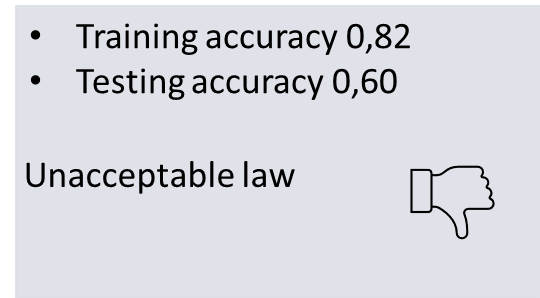 • Training accuracy 0,82
• Testing accuracy 0,60
Unacceptable law